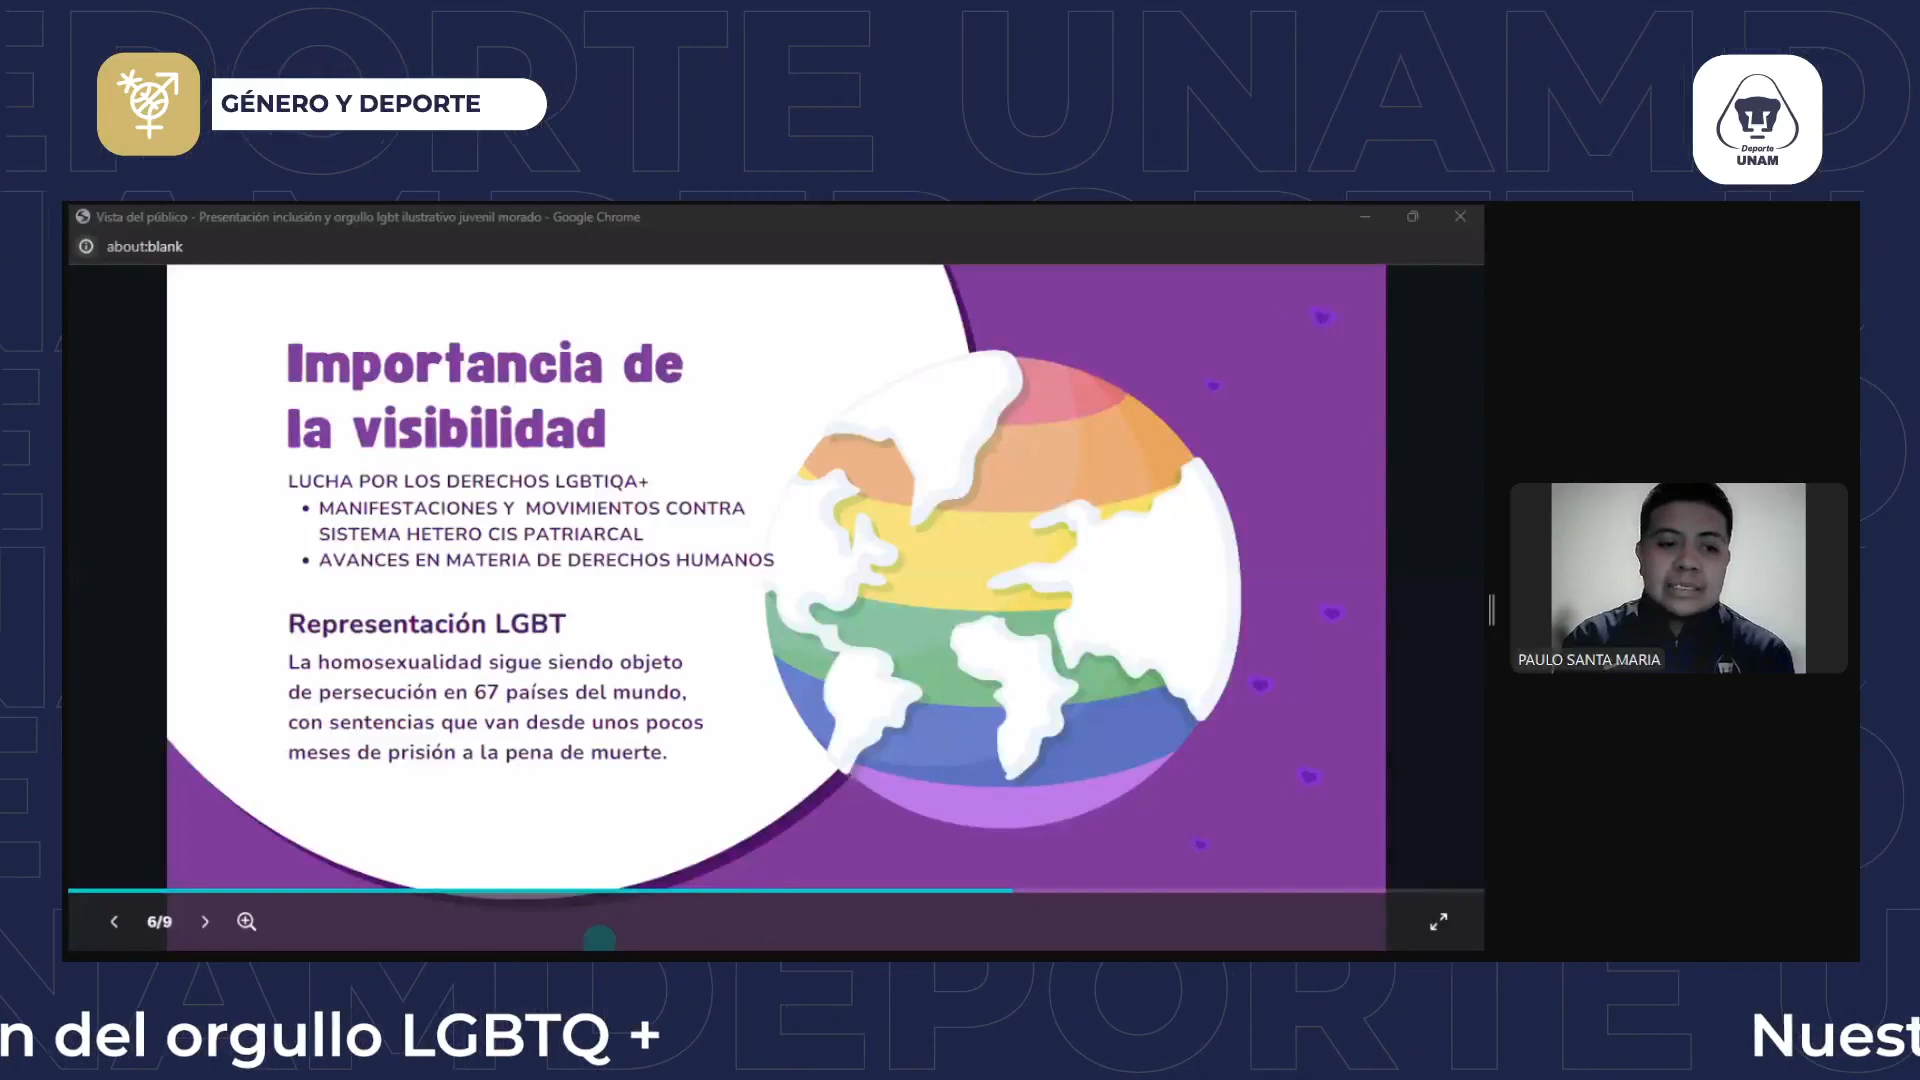 GÉNERO Y DEPORTE
Deporte
UNAM
Vista del público - Presentación inclusión y orgullo lgbt ilustrativo juvenil morado - Google Chrome
about:blank
Importancia de
la visibilidad
LUCHA POR LOS DERECHOS LGBTIQA+
• MANIFESTACIONES Y MOVIMIENTOS CONTRA
SISTEMA HETERO CIS PATRIARCAL
• AVANCES EN MATERIA DE DERECHOS HUMANOS
Representación LGBT
La homosexualidad sigue siendo objeto
de persecución en 67 países del mundo,
con sentencias que van desde unos pocos
meses de prisión a la pena de muerte.
PAULO SANTA MARIA
6/9
n del orgullo LGBTQ +
Nuest